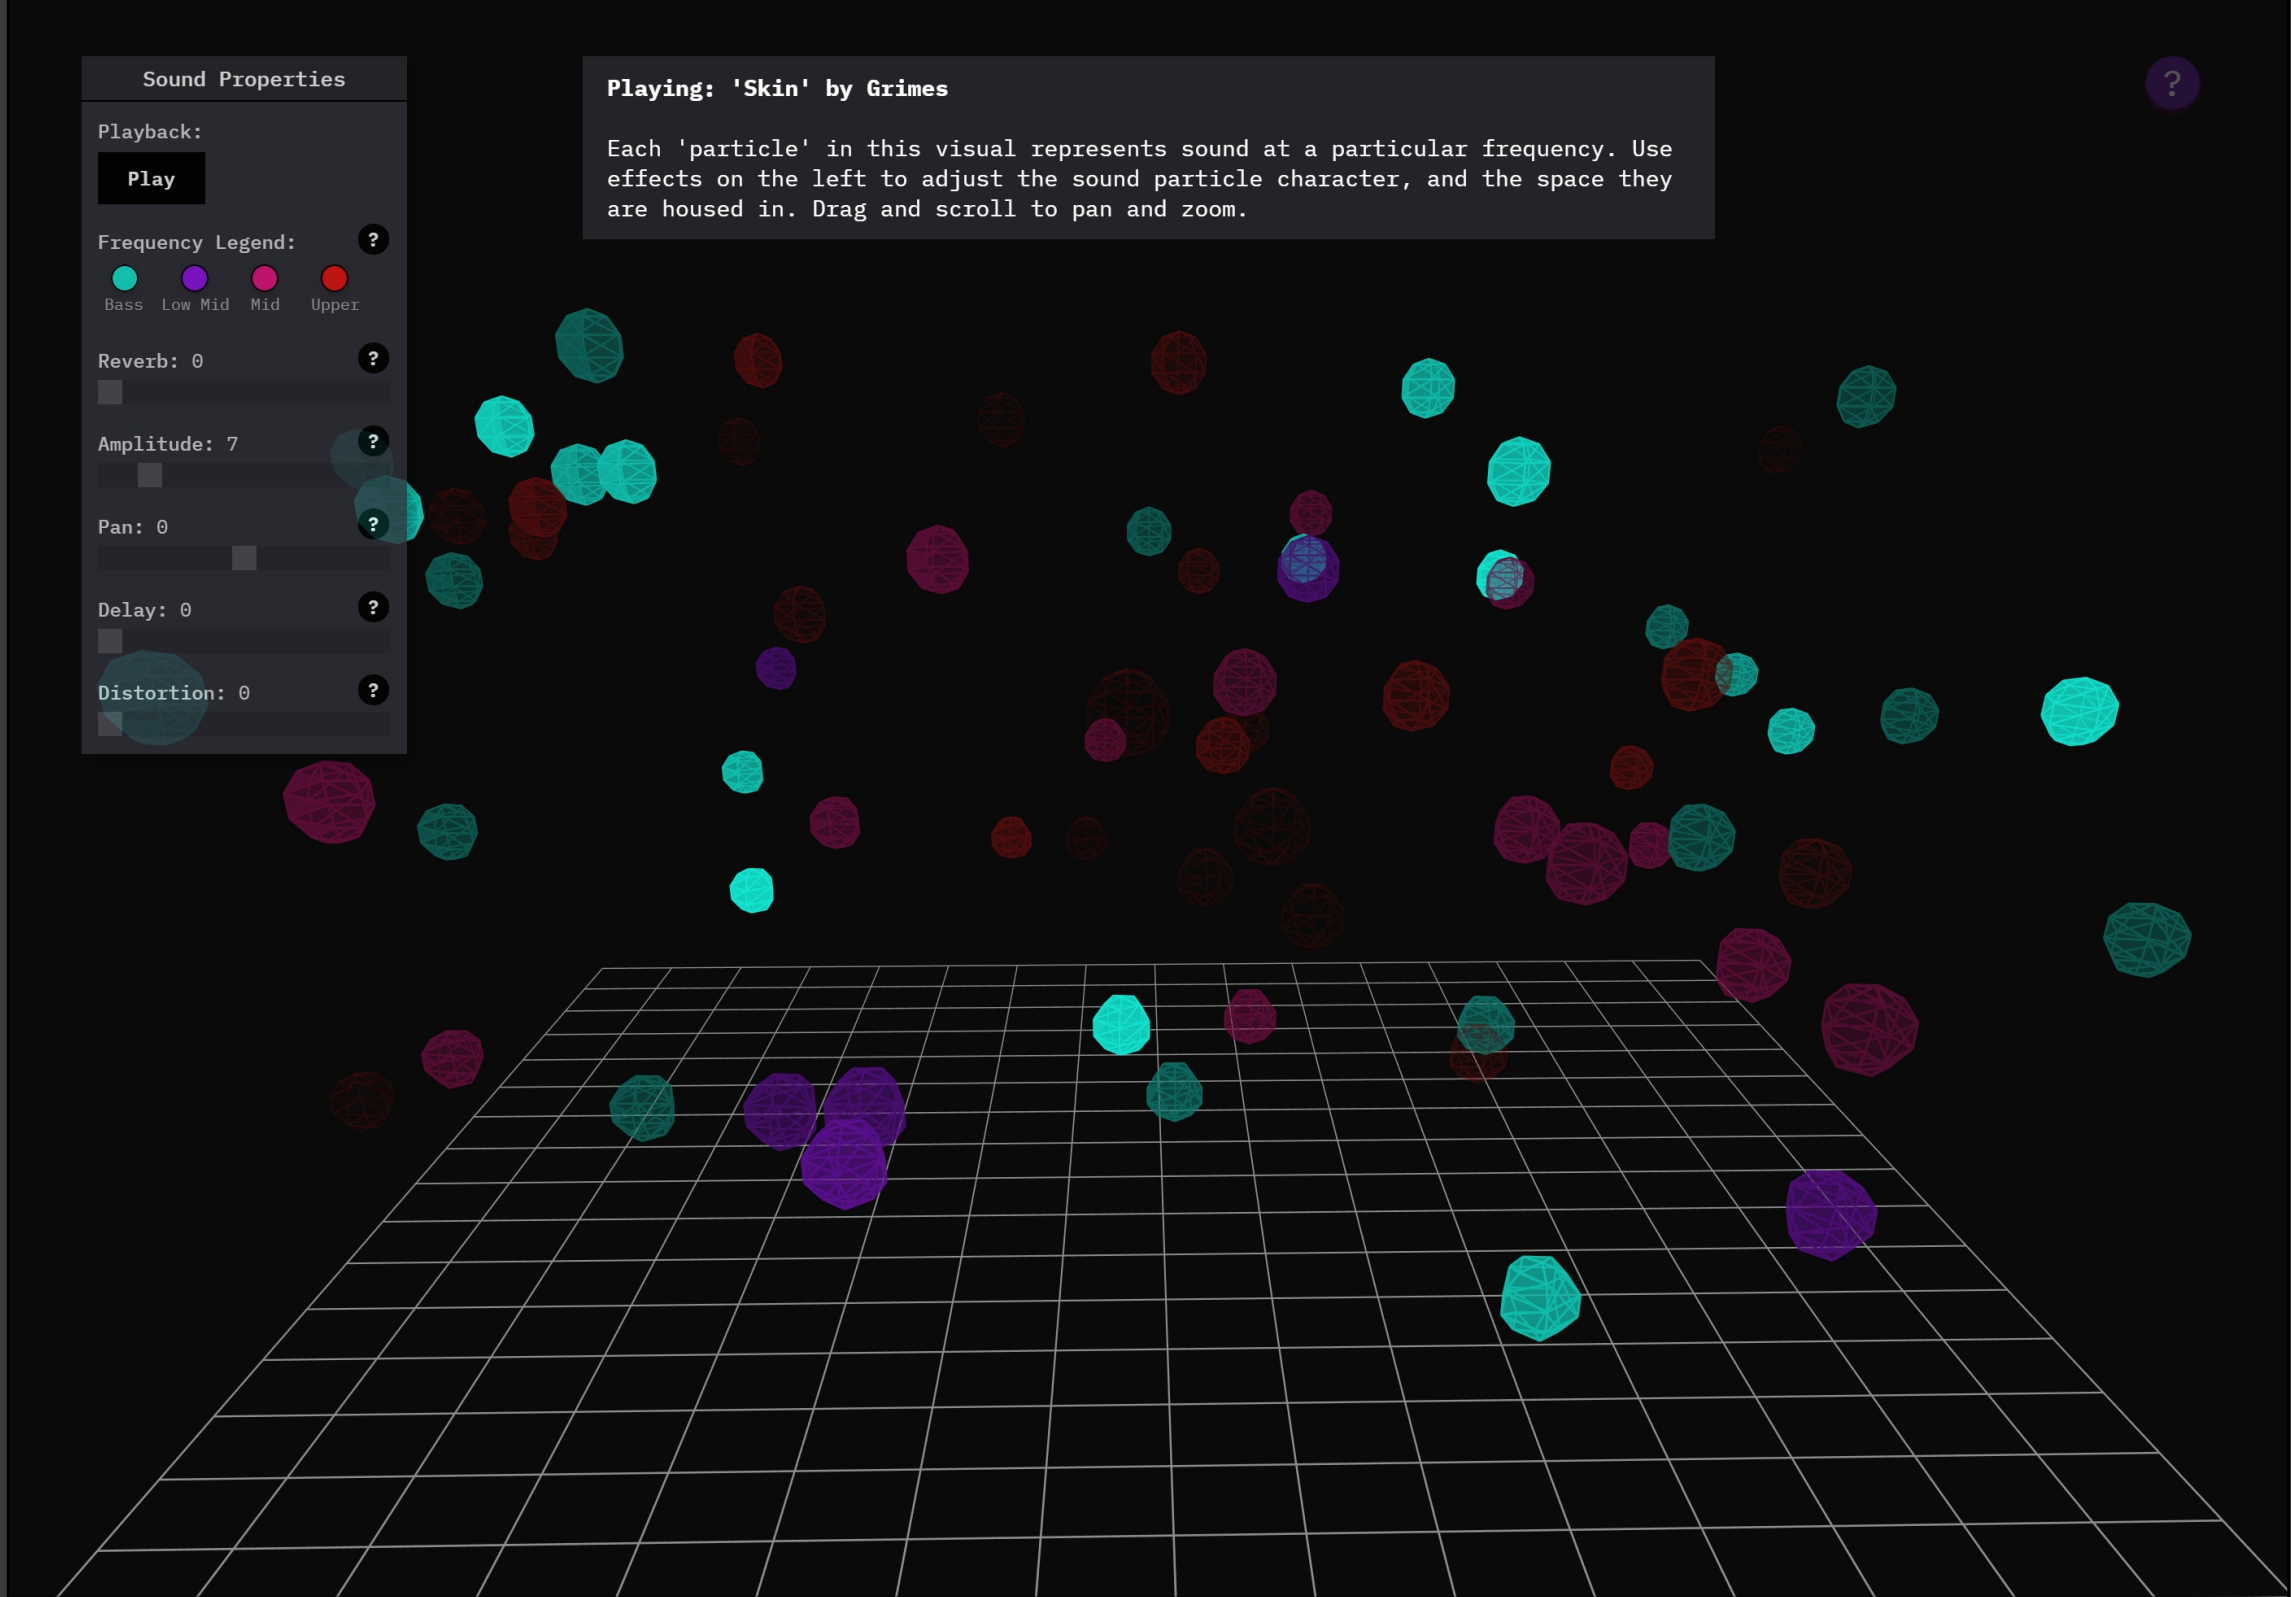 Sound Properties
Playback:
Play
Frequency Legend: ?
Bass Low Mid Mid Upper
Reverb: 0 ?
Amplitude: 7 ?
Pan: 0 ?
Delay: 0 ?
Distortion: 0 ?
Playing: 'Skin' by Grimes
Each 'particle' in this visual represents sound at a particular frequency. Use
effects on the left to adjust the sound particle character, and the space they
are housed in. Drag and scroll to pan and zoom.
?